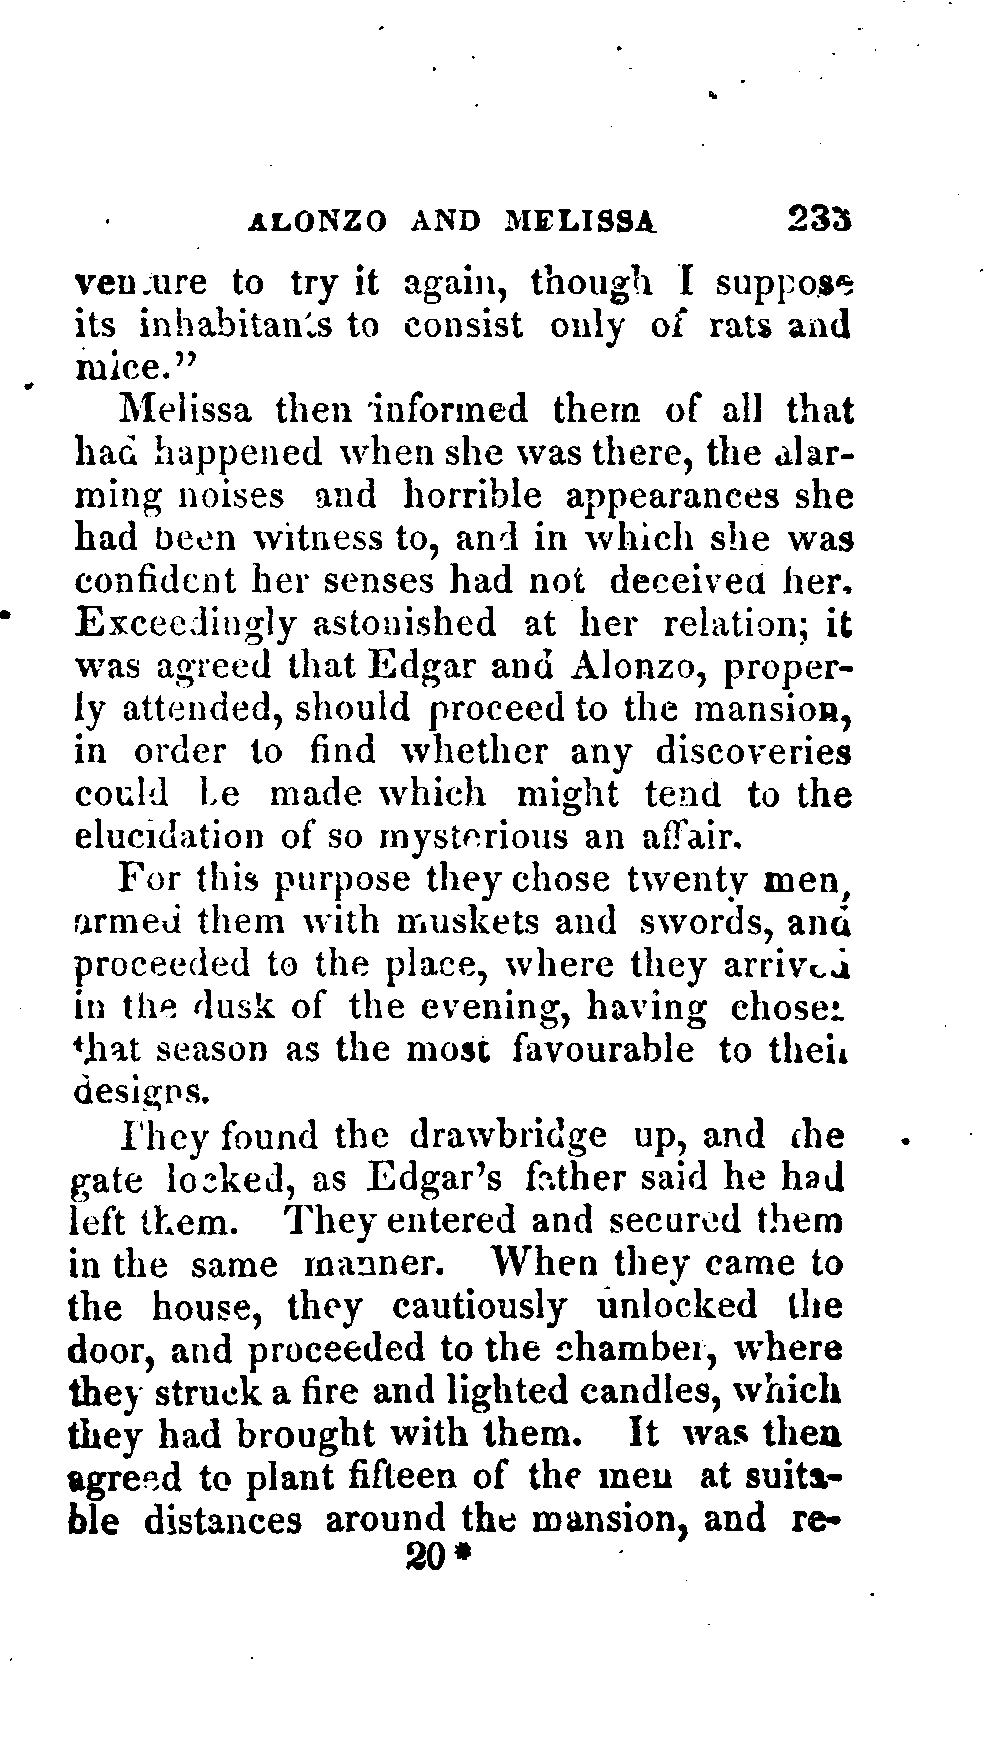 ALONZO AND MELISSA 233
venture to try it again, though I suppose
its inhabitants to consist only of rats and
mice."
Melissa then informed them of all that
had happened when she was there, the alar-
ming noises and horrible appearances she
had been witness to, and in which she was
confident her senses had not deceived her.
Exceedingly astonished at her relation; it
was agreed that Edgar and Alonzo, proper-
ly attended, should proceed to the mansion,
in order to find whether any discoveries
could be made which might tend to the
elucidation of so mysterious an affair.
For this purpose they chose twenty men,
armed them with muskets and swords, and
proceeded to the place, where they arrived
in the dusk of the evening, having chosen
that season as the most favourable to their
designs.
They found the drawbridge up, and the
gate locked, as Edgar's father said he had
left them. They entered and secured them
in the same manner. When they came to
the house, they cautiously unlocked the
door, and proceeded to the chamber, where
they struck a fire and lighted candles, which
they had brought with them. It was then
agreed to plant fifteen of the men at suita-
ble distances around the mansion, and re-
20*